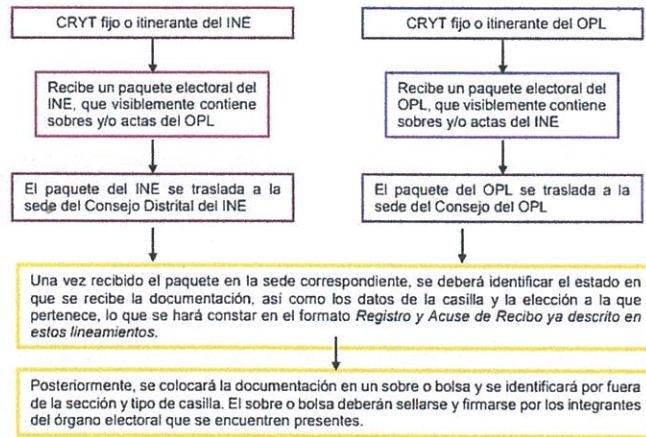 CRYT fijo o itinerante del INE
CRYT fijo o itinerante del OPL
Recibe un paquete electoral del
INE, que visiblemente contiene
sobres y/o actas del OPL
Recibe un paquete electoral del
OPL, que visiblemente contiene
sobres y/o actas del INE
El paquete del INE se traslada a la
sede del Consejo Distrital del INE
El paquete del OPL se traslada a la
sede del Consejo del OPL
Una vez recibido el paquete en la sede correspondiente, se deberá identificar el estado en
que se recibe la documentación, así como los datos de la casilla y la elección a la que
pertenece, lo que se hará constar en el formato Registro y Acuse de Recibo ya descrito en
estos lineamientos.
Posteriormente, se colocará la documentación en un sobre o bolsa y se identificará por fuera
de la sección y tipo de casilla. El sobre o bolsa deberán sellarse y firmarse por los integrantes
del órgano electoral que se encuentren presentes.